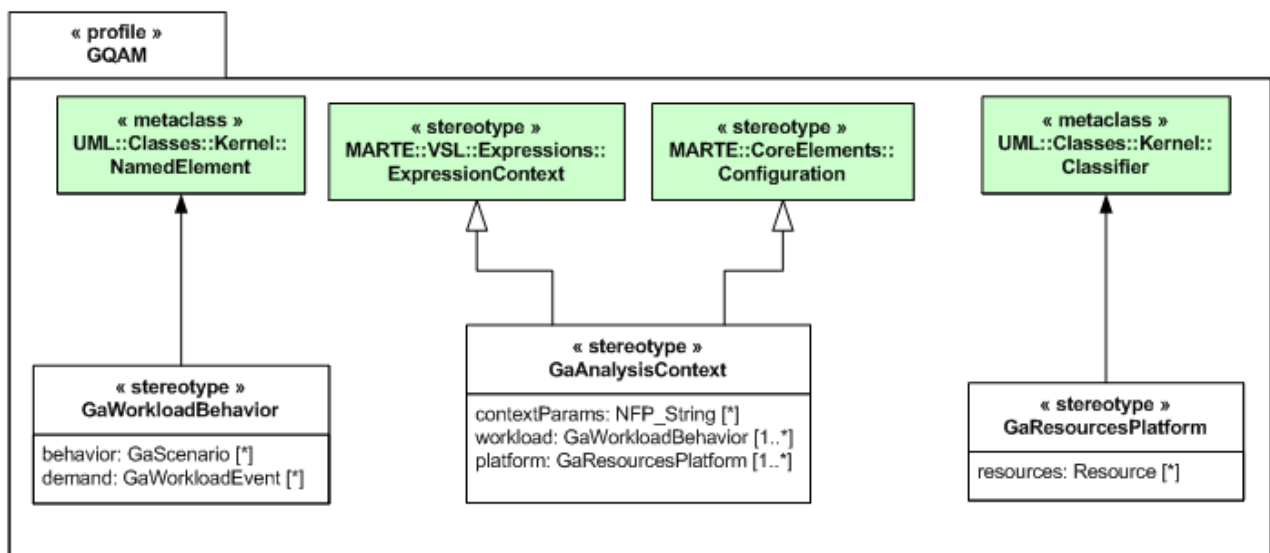 « profile »
GQAM
« metaclass »
UML::Classes::Kernel::
NamedElement
« stereotype »
MARTE::VSL::Expressions::
ExpressionContext
« stereotype »
MARTE::CoreElements::
Configuration
« metaclass »
UML::Classes::Kernel::
Classifier
« stereotype »
GaWorkloadBehavior
behavior: GaScenario [*]
demand: GaWorkloadEvent [*]
« stereotype »
GaAnalysisContext
contextParams: NFP_String [*]
workload: GaWorkloadBehavior [1..*]
platform: GaResourcesPlatform [1..*]
« stereotype »
GaResourcesPlatform
resources: Resource [*]